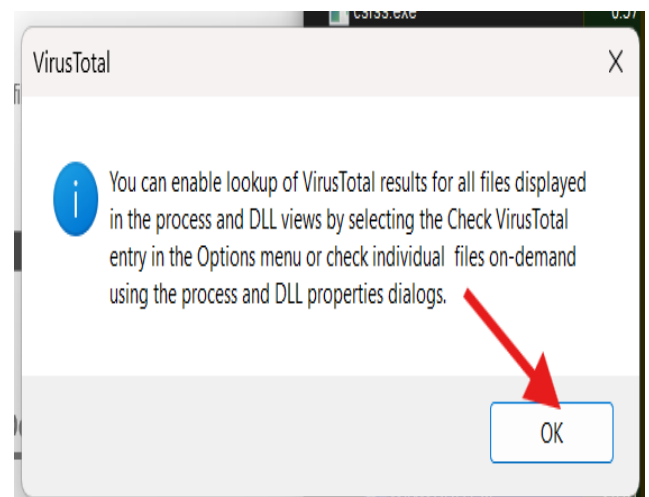 csrss.exe 0.57
VirusTotal X
You can enable lookup of VirusTotal results for all files displayed
in the process and DLL views by selecting the Check VirusTotal
entry in the Options menu or check individual files on-demand
using the process and DLL properties dialogs.
OK